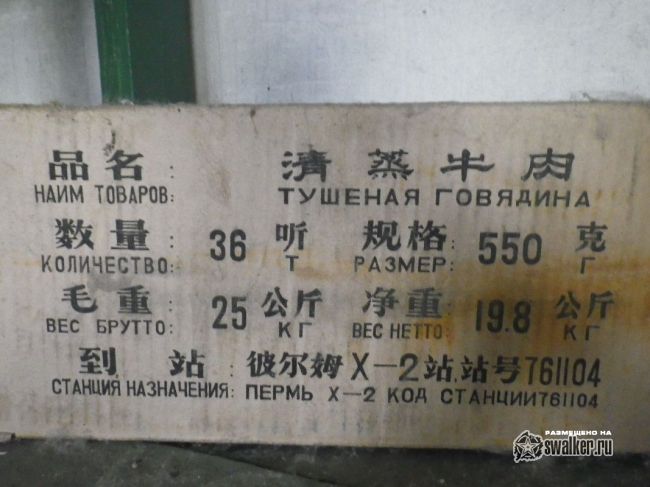 品名: 清蒸牛肉
НАИМ ТОВАРОВ: ТУШЕНАЯ ГОВЯДИНА
数量: 36 听 规格: 550 克
КОЛИЧЕСТВО: Т РАЗМЕР: Г
毛重: 25 公斤 净重: 19.8 公斤
ВЕС БРУТТО: КГ ВЕС НЕТТО: КГ
到站: 彼尔姆 X-2站.站号761104
СТАНЦИЯ НАЗНАЧЕНИЯ: ПЕРМЬ X-2 КОД СТАНЦИИ761104
РАЗМЕЩЕНО НА
swalker.ru